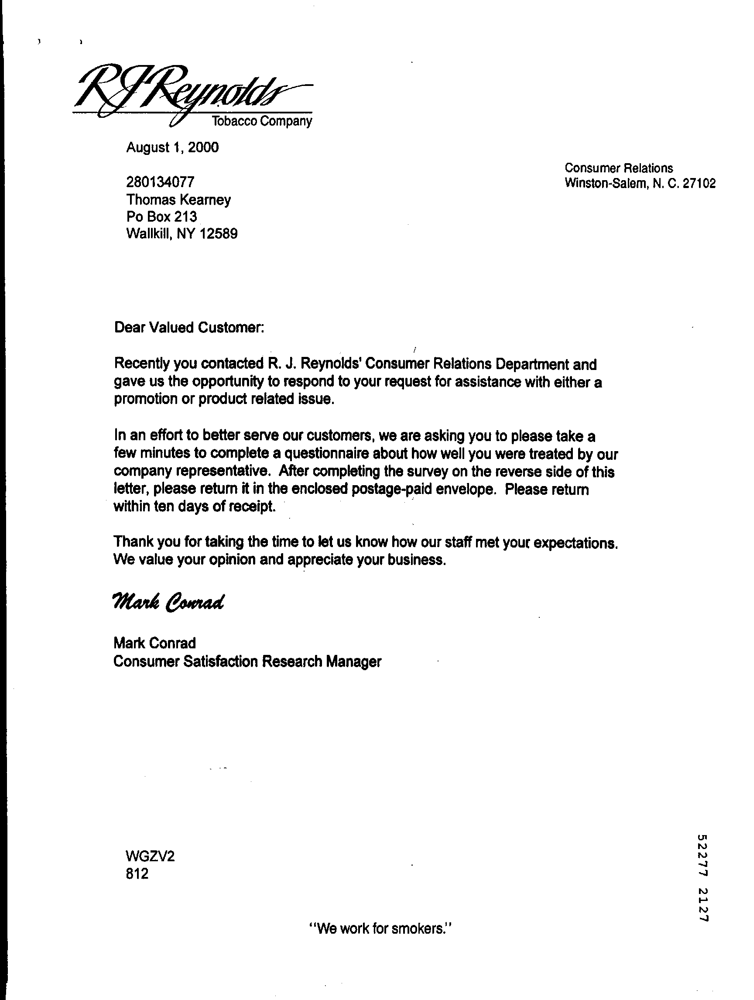 RJReynolds
Tobacco Company
August 1, 2000
Consumer Relations
Winston-Salem, N. C. 27102
280134077
Thomas Kearney
Po Box 213
Wallkill, NY 12589
Dear Valued Customer:
Recently you contacted R. J. Reynolds' Consumer Relations Department and
gave us the opportunity to respond to your request for assistance with either a
promotion or product related issue.
In an effort to better serve our customers, we are asking you to please take a
few minutes to complete a questionnaire about how well you were treated by our
company representative. After completing the survey on the reverse side of this
letter, please return it in the enclosed postage-paid envelope. Please return
within ten days of receipt.
Thank you for taking the time to let us know how our staff met your expectations.
We value your opinion and appreciate your business.
Mark Conrad
Mark Conrad
Consumer Satisfaction Research Manager
WGZV2
812
52277 2127
"We work for smokers."